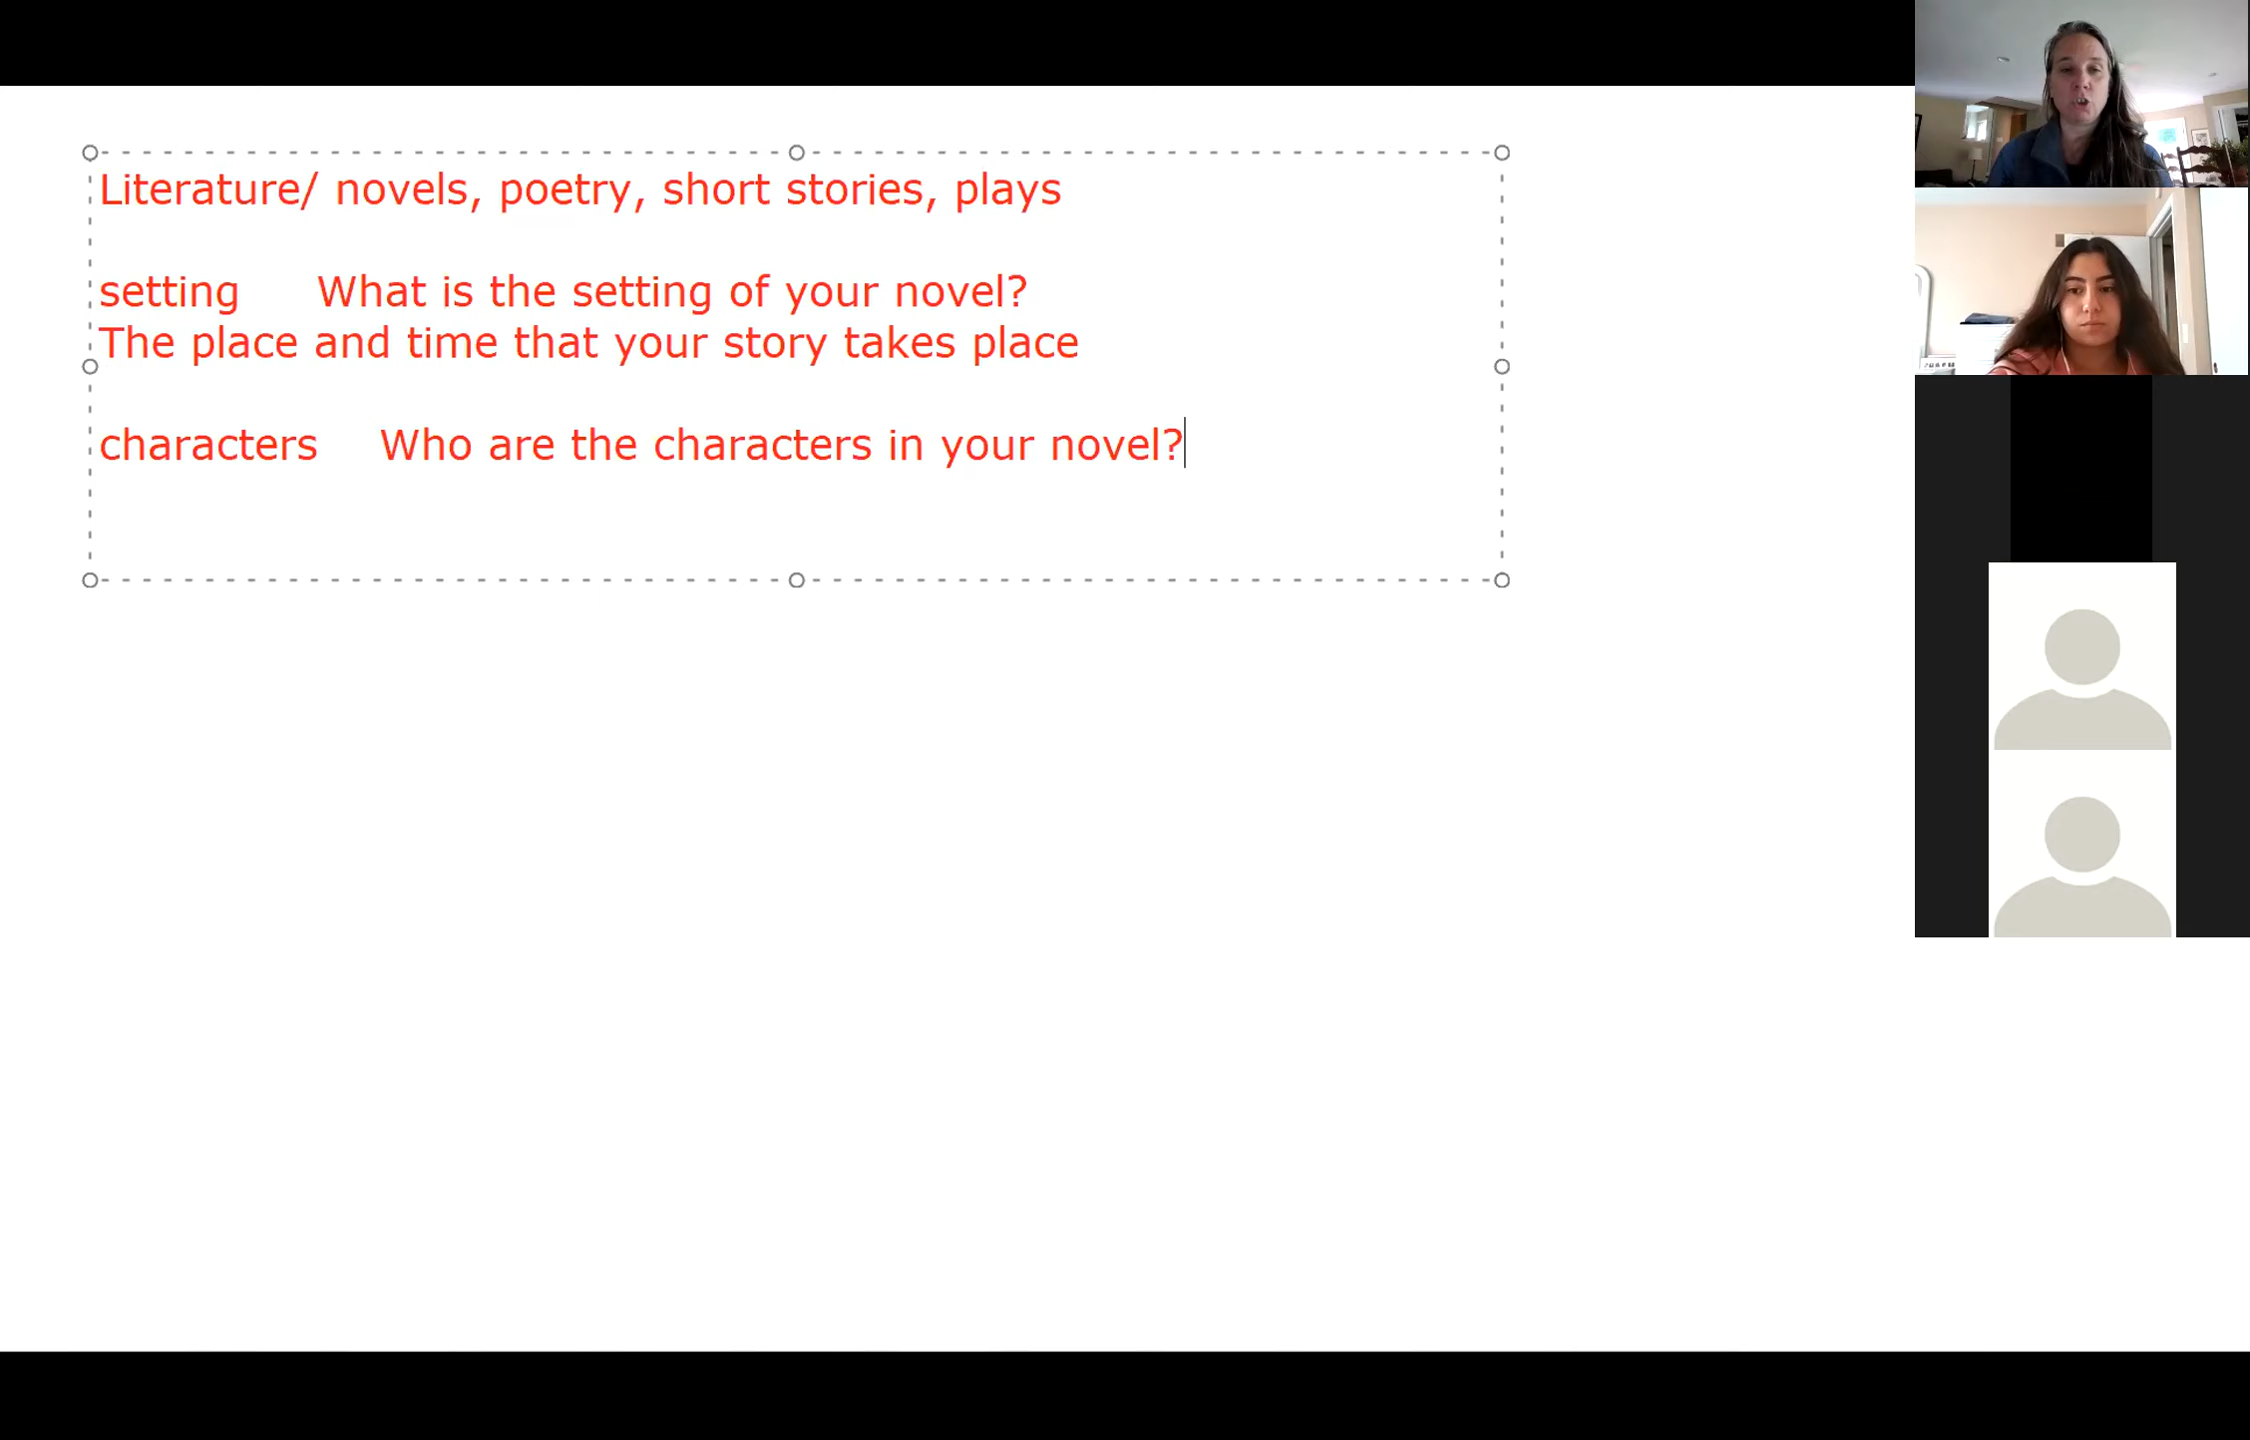 Literature/ novels, poetry, short stories, plays
setting What is the setting of your novel?
The place and time that your story takes place
characters Who are the characters in your novel?